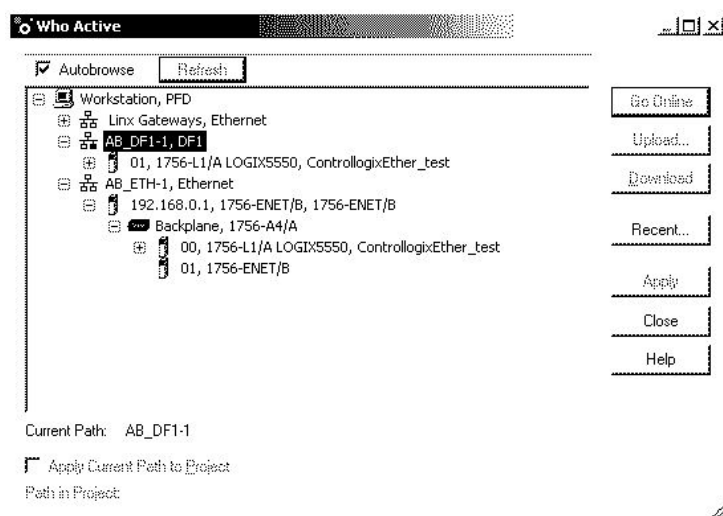 Who Active
Autobrowse Refresh
Workstation, PFD
Linx Gateways, Ethernet
AB_DF1-1, DF1
01, 1756-L1/A LOGIX5550, ControllogixEther_test
AB_ETH-1, Ethernet
192.168.0.1, 1756-ENET/B, 1756-ENET/B
Backplane, 1756-A4/A
00, 1756-L1/A LOGIX5550, ControllogixEther_test
01, 1756-ENET/B
Go Online
Upload...
Download
Recent...
Apply
Close
Help
Current Path: AB_DF1-1
Apply Current Path to Project
Path in Project: